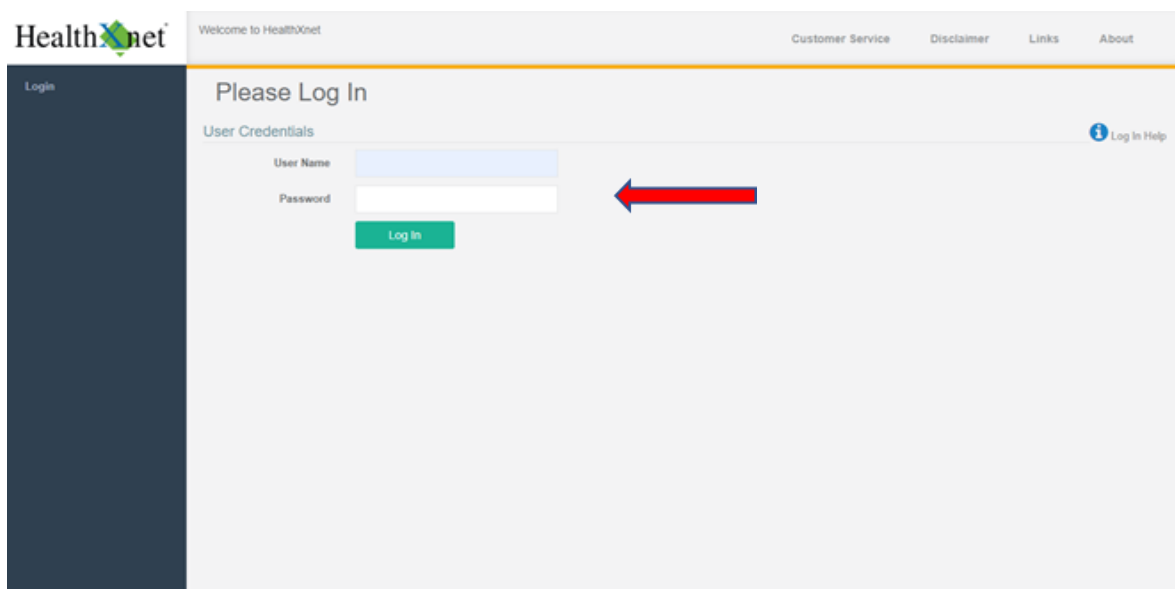 HealthXnet
Welcome to HealthXnet
Customer Service Disclaimer Links About
Login
Please Log In
User Credentials
Log In Help
User Name
Password
Log In